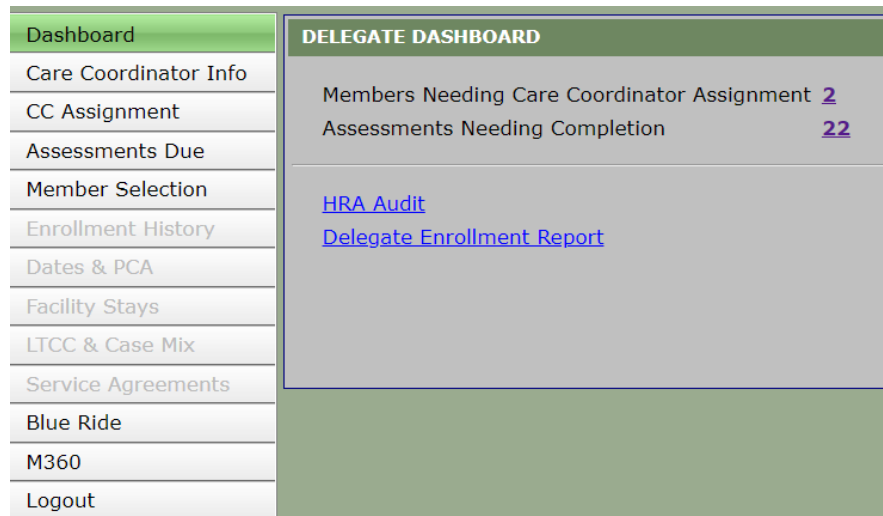 Dashboard
Care Coordinator Info
CC Assignment
Assessments Due
Member Selection
Enrollment History
Dates & PCA
Facility Stays
LTCC & Case Mix
Service Agreements
Blue Ride
M360
Logout
DELEGATE DASHBOARD
Members Needing Care Coordinator Assignment 2
Assessments Needing Completion 22
HRA Audit
Delegate Enrollment Report